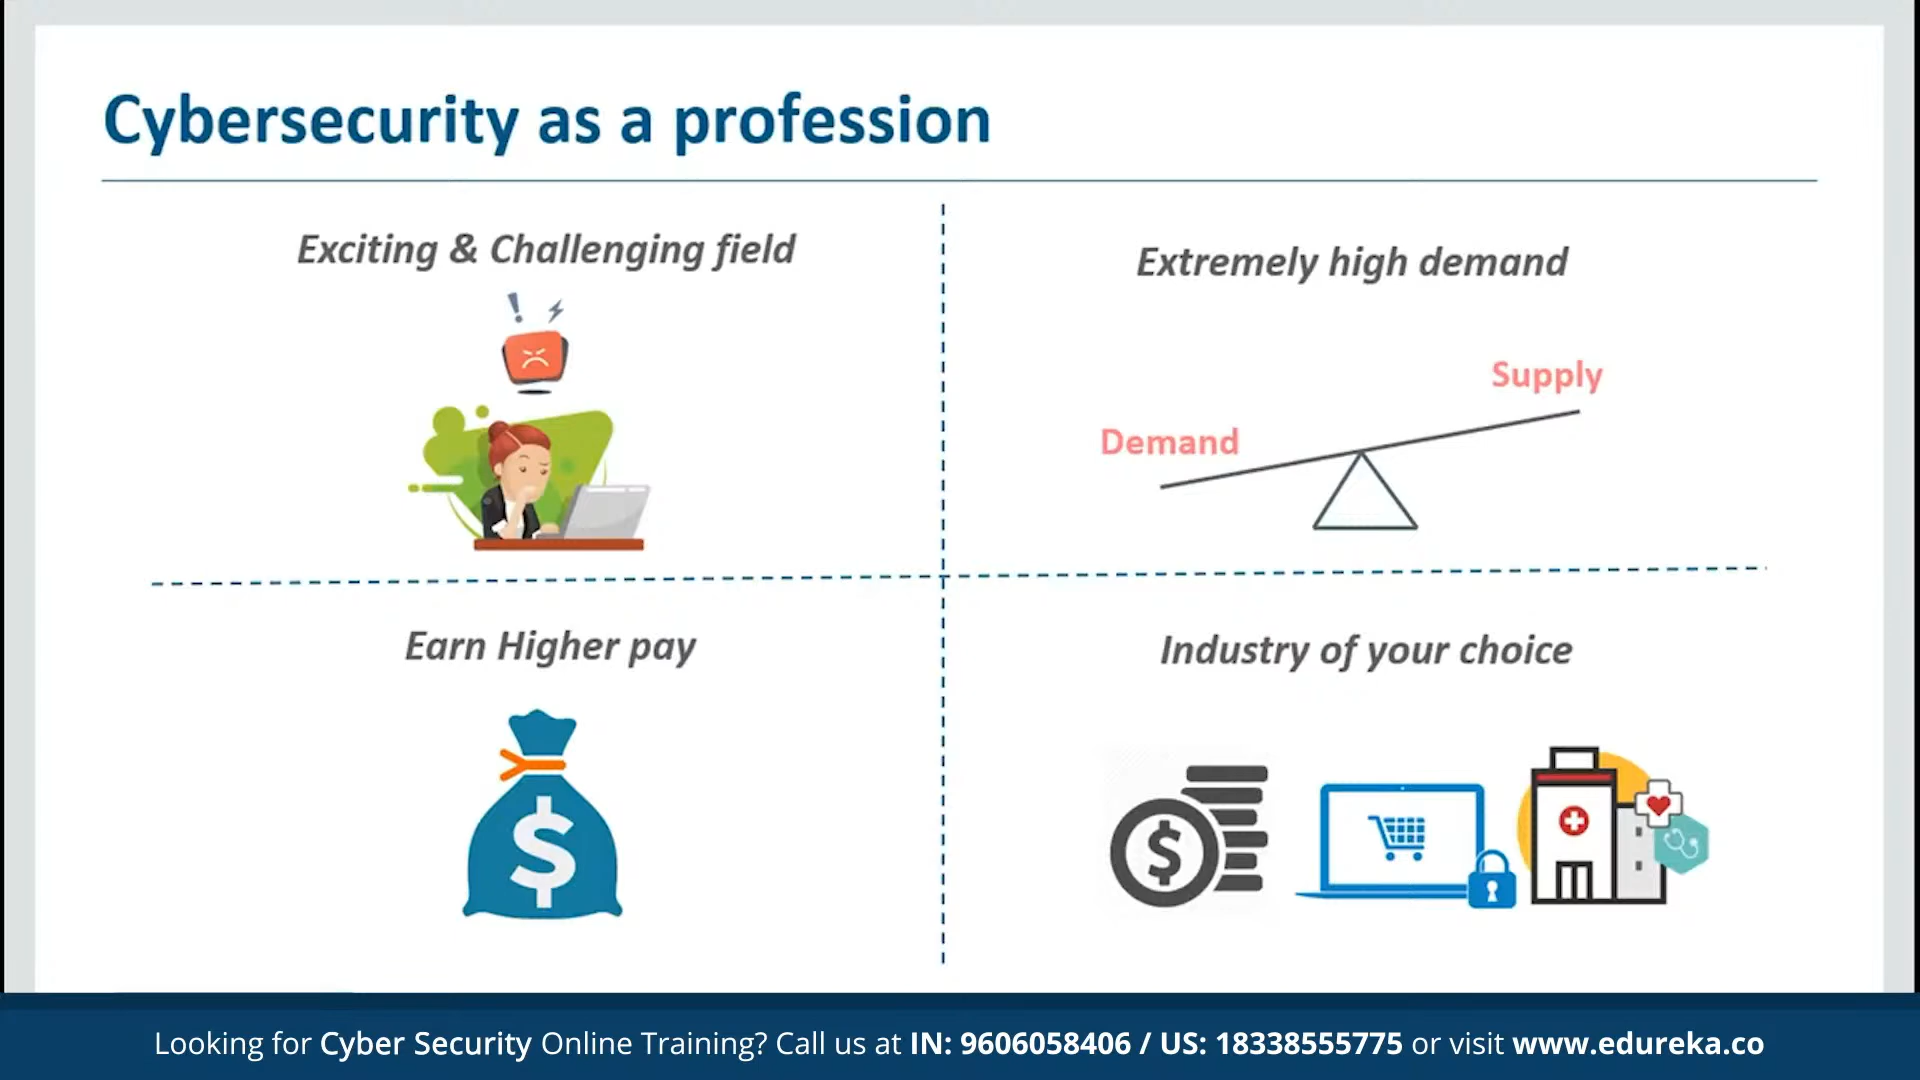 Cybersecurity as a profession
Exciting & Challenging field
Extremely high demand
Supply
Demand
Earn Higher pay
Industry of your choice
Looking for Cyber Security Online Training? Call us at IN: 9606058406 / US: 18338555775 or visit www.edureka.co